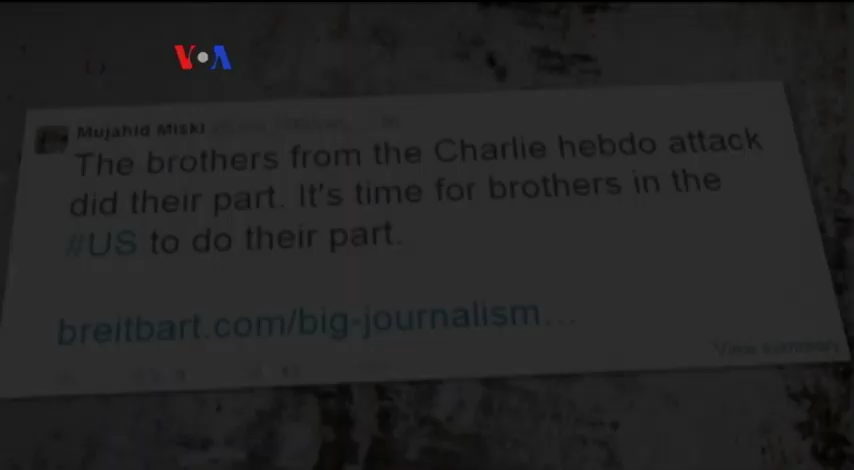 VOA
Mujahid Miski
The brothers from the Charlie hebdo attack
did their part. It's time for brothers in the
#US to do their part.
breitbart.com/big-journalism...
View summary